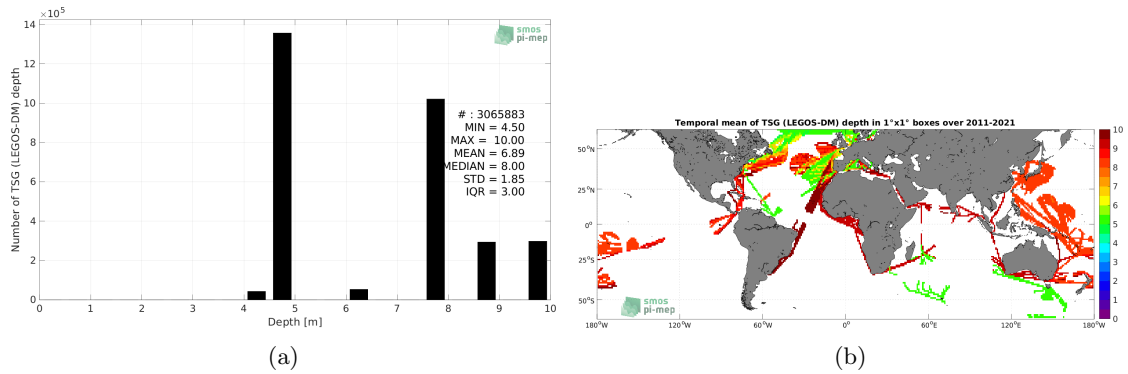 ×10⁵
14
12
10
8
6
4
2
0
Number of TSG (LEGOS-DM) depth
smos
pi-mep
# : 3065883
MIN = 4.50
MAX = 10.00
MEAN = 6.89
MEDIAN = 8.00
STD = 1.85
IQR = 3.00
0 1 2 3 4 5 6 7 8 9 10
Depth [m]
(a)
Temporal mean of TSG (LEGOS-DM) depth in 1°x1° boxes over 2011-2021
50°N
25°N
0°
25°S
50°S
smos
pi-mep
180°W 120°W 60°W 0° 60°E 120°E 180°W
10
9
8
7
6
5
4
3
2
1
0
(b)